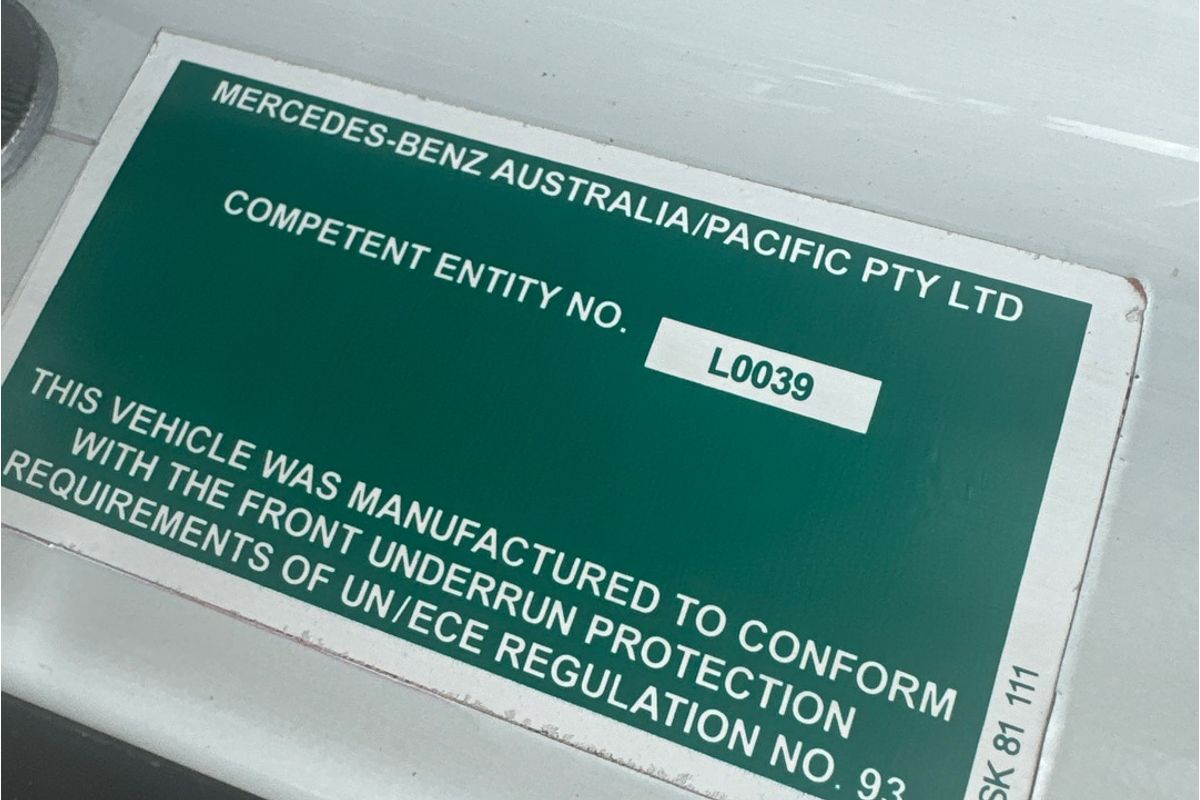 MERCEDES-BENZ AUSTRALIA/PACIFIC PTY LTD
COMPETENT ENTITY NO. L0039
THIS VEHICLE WAS MANUFACTURED TO CONFORM
WITH THE FRONT UNDERRUN PROTECTION
REQUIREMENTS OF UN/ECE REGULATION NO. 93
SK 81 111